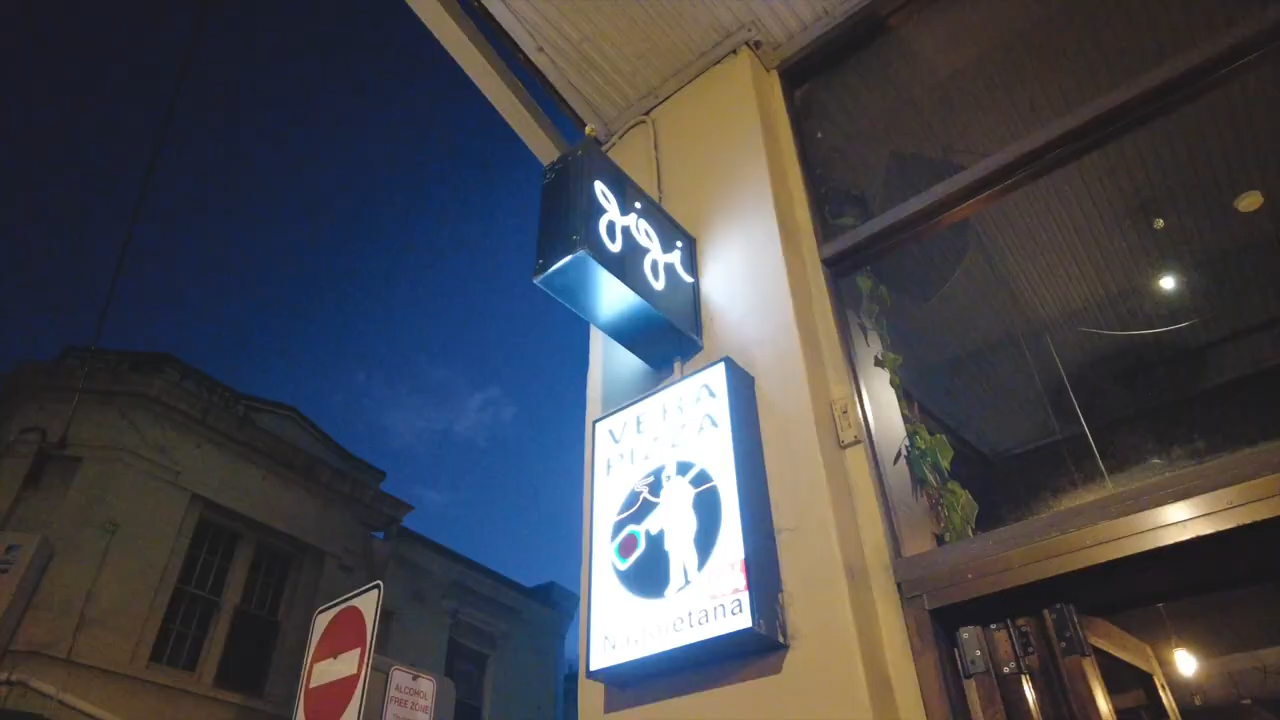 gigi
VERA
PIZZA
Napoletana
ALCOHOL
FREE ZONE